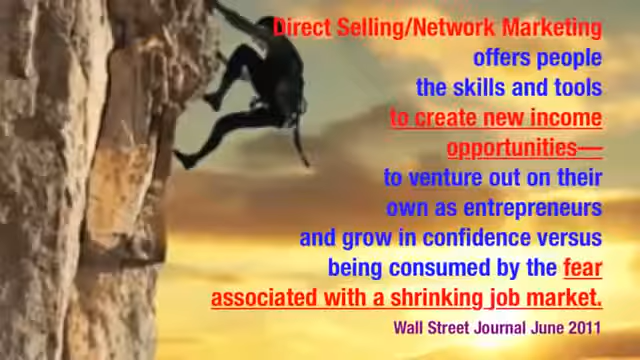 Direct Selling/Network Marketing
offers people
the skills and tools
to create new income
opportunities—
to venture out on their
own as entrepreneurs
and grow in confidence versus
being consumed by the fear
associated with a shrinking job market.
Wall Street Journal June 2011